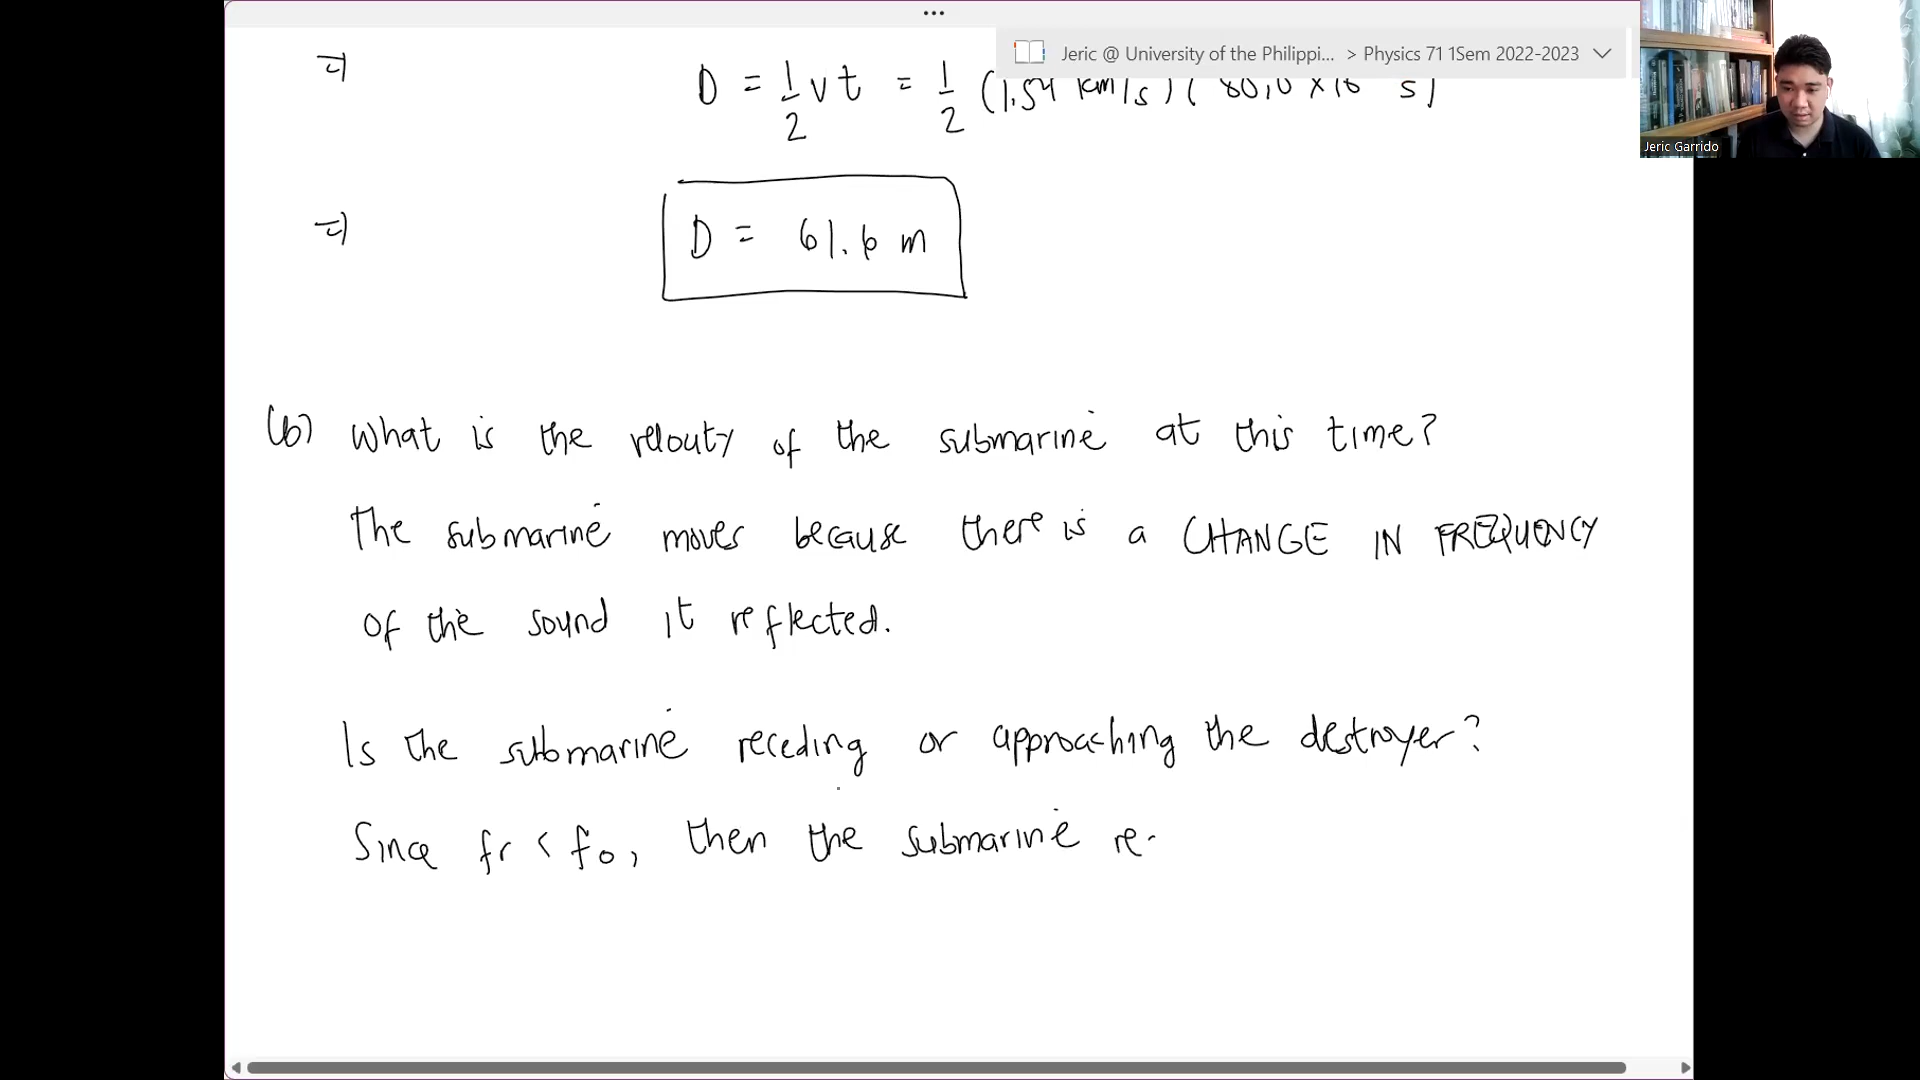 Jeric @ University of the Philippi... > Physics 71 1Sem 2022-2023
⇒ D = 1/2 vt = 1/2 (1.54 km/s)(80.0 × 10 s)
Jeric Garrido
⇒ D = 61.6 m
(b) What is the velocity of the submarine at this time?
The submarine moves because there is a CHANGE IN FREQUENCY
of the sound it reflected.
Is the submarine receding or approaching the destroyer?
Since fr < fo, then the submarine re